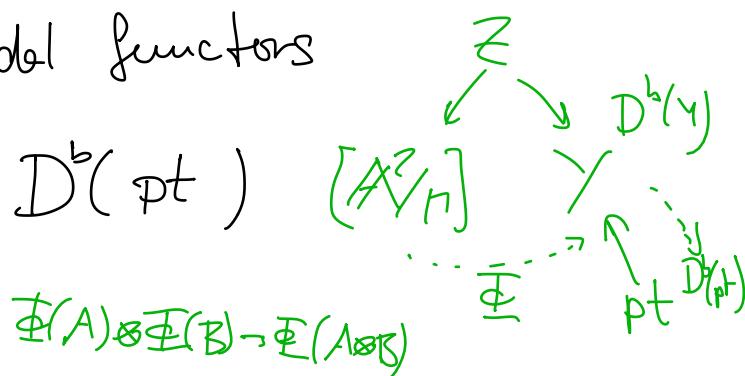 del functors
Z
D^b(Y)
D^b( pt )
[A²/n]
Y
Φ
pt
D^b(pt)
Φ(A)⊗Φ(B)→Φ(A⊗B)